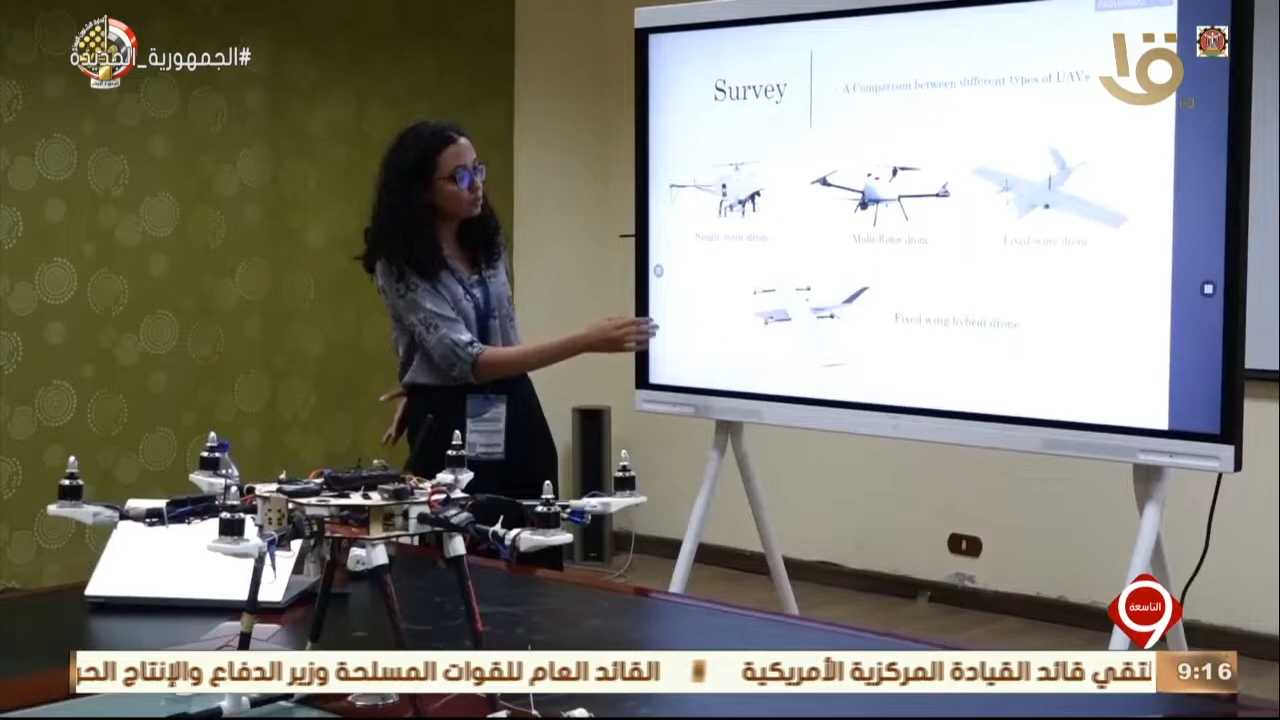 #الجمهورية_الجديدة
Survey
A Comparison between different types of UAVs
Single rotor drone
Multi-Rotor drone
Fixed-wing drone
Fixed wing hybrid drone
التاسعة
9
لتقي قائد القيادة المركزية الأمريكية
القائد العام للقوات المسلحة وزير الدفاع والإنتاج الحر
9:16